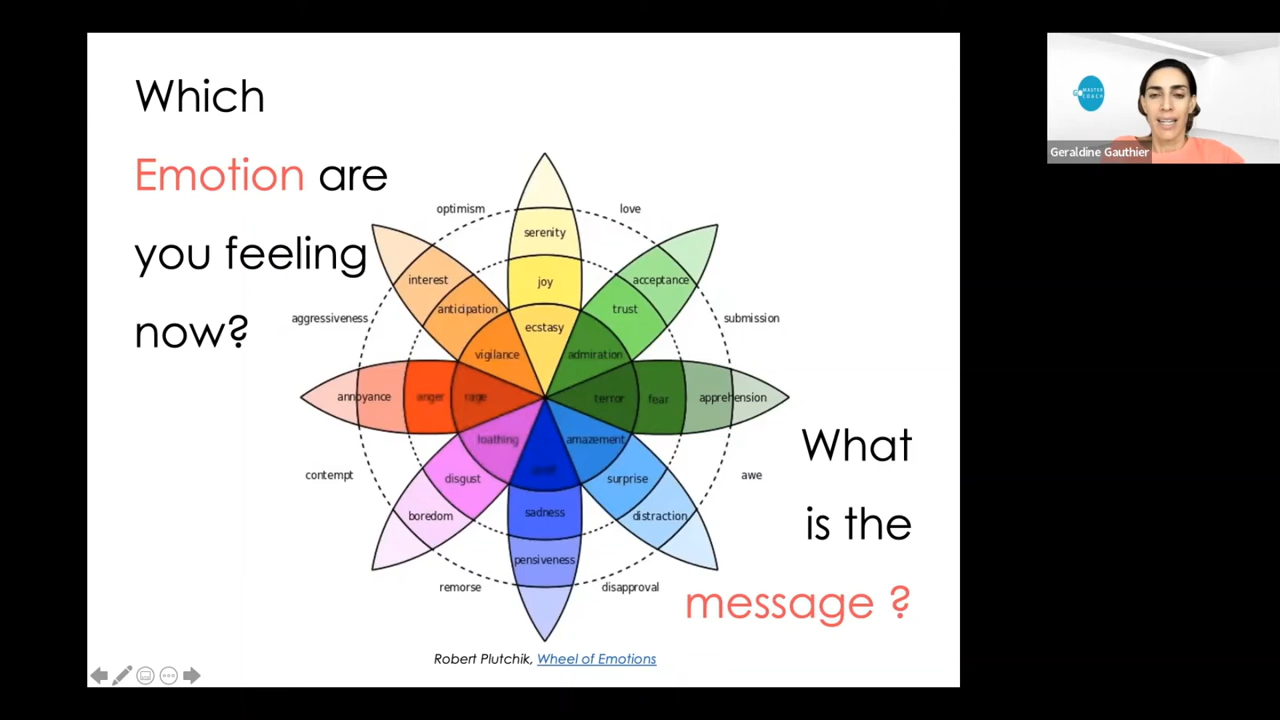 Which
Emotion are
you feeling
now?
optimism
love
serenity
interest
acceptance
joy
anticipation
trust
aggressiveness
submission
ecstasy
vigilance
admiration
annoyance
anger
rage
terror
fear
apprehension
loathing
amazement
What
contempt
disgust
surprise
awe
boredom
sadness
distraction
is the
pensiveness
remorse
disapproval
message ?
Robert Plutchik, Wheel of Emotions
MASTER
COACH
Geraldine Gauthier